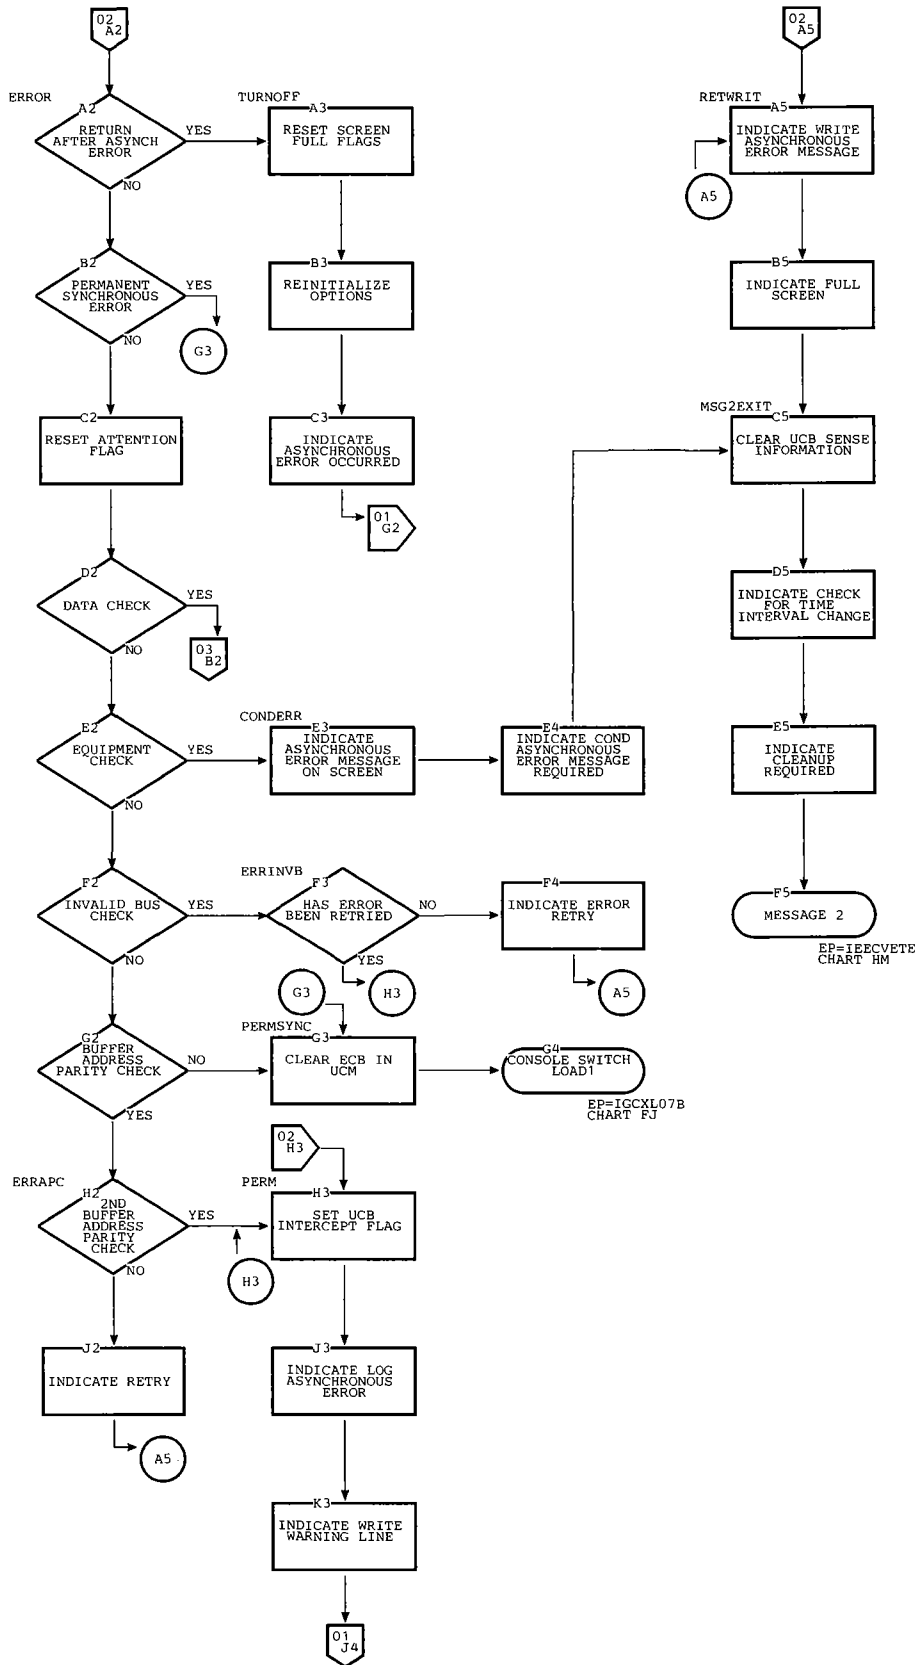 02
A2
02
A5
ERROR
A2
RETURN
AFTER ASYNCH
ERROR
YES
NO
TURNOFF
A3
RESET SCREEN
FULL FLAGS
RETWRIT
A5
INDICATE WRITE
ASYNCHRONOUS
ERROR MESSAGE
A5
B2
PERMANENT
SYNCHRONOUS
ERROR
YES
NO
G3
B3
REINITIALIZE
OPTIONS
B5
INDICATE FULL
SCREEN
C2
RESET ATTENTION
FLAG
C3
INDICATE
ASYNCHRONOUS
ERROR OCCURRED
01
G2
MSG2EXIT
C5
CLEAR UCB SENSE
INFORMATION
D2
DATA CHECK
YES
NO
03
B2
D5
INDICATE CHECK
FOR TIME
INTERVAL CHANGE
E2
EQUIPMENT
CHECK
YES
NO
CONDERR
E3
INDICATE
ASYNCHRONOUS
ERROR MESSAGE
ON SCREEN
E4
INDICATE COND
ASYNCHRONOUS
ERROR MESSAGE
REQUIRED
E5
INDICATE
CLEANUP
REQUIRED
F2
INVALID BUS
CHECK
YES
NO
ERRINVB
F3
HAS ERROR
BEEN RETRIED
NO
YES
H3
F4
INDICATE ERROR
RETRY
A5
F5
MESSAGE 2
EP=IEECVETE
CHART HM
G2
BUFFER
ADDRESS
PARITY CHECK
NO
YES
G3
PERMSYNC
G3
CLEAR ECB IN
UCM
G4
CONSOLE SWITCH
LOAD1
EP=IGCXL07B
CHART FJ
02
H3
ERRAPC
H2
2ND
BUFFER
ADDRESS
PARITY
CHECK
YES
NO
PERM
H3
SET UCB
INTERCEPT FLAG
H3
J2
INDICATE RETRY
A5
J3
INDICATE LOG
ASYNCHRONOUS
ERROR
K3
INDICATE WRITE
WARNING LINE
01
J4